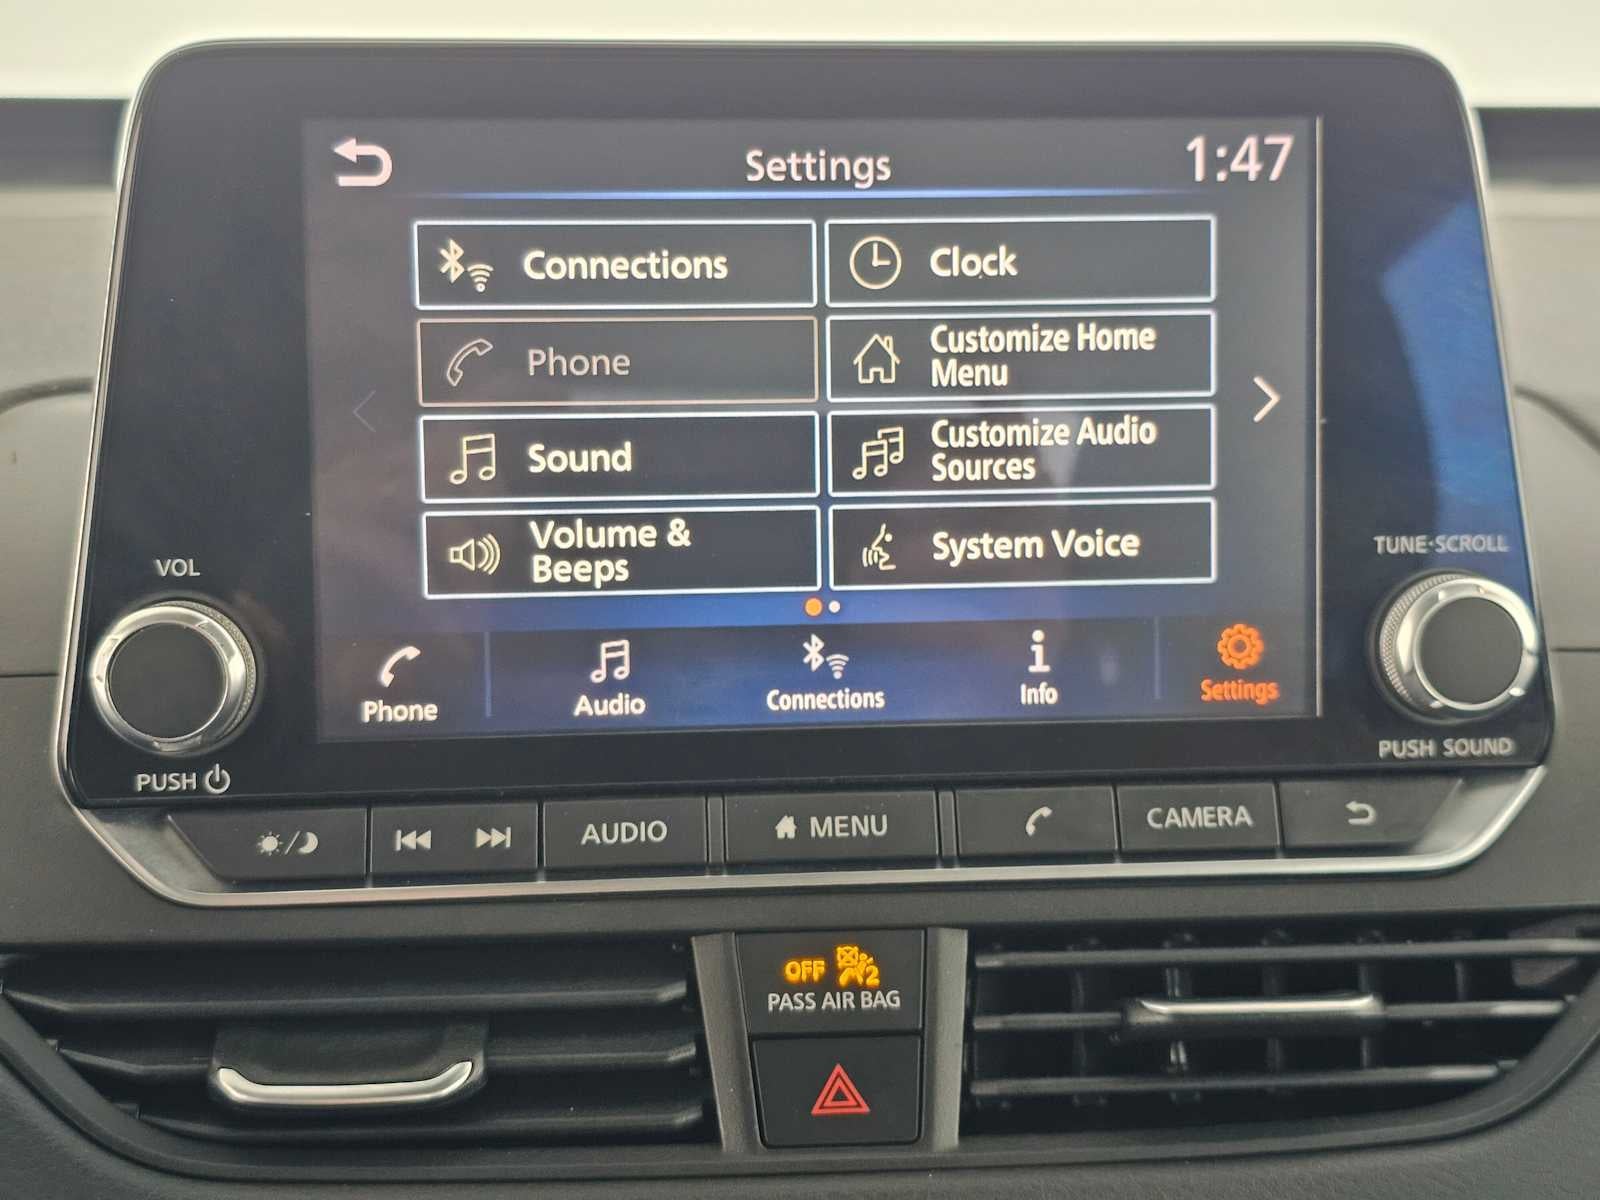 Settings
1:47
Connections
Clock
Phone
Customize Home
Menu
Sound
Customize Audio
Sources
Volume &
Beeps
System Voice
Phone
Audio
Connections
Info
Settings
VOL
PUSH
TUNE·SCROLL
PUSH SOUND
AUDIO
MENU
CAMERA
OFF
2
PASS AIR BAG